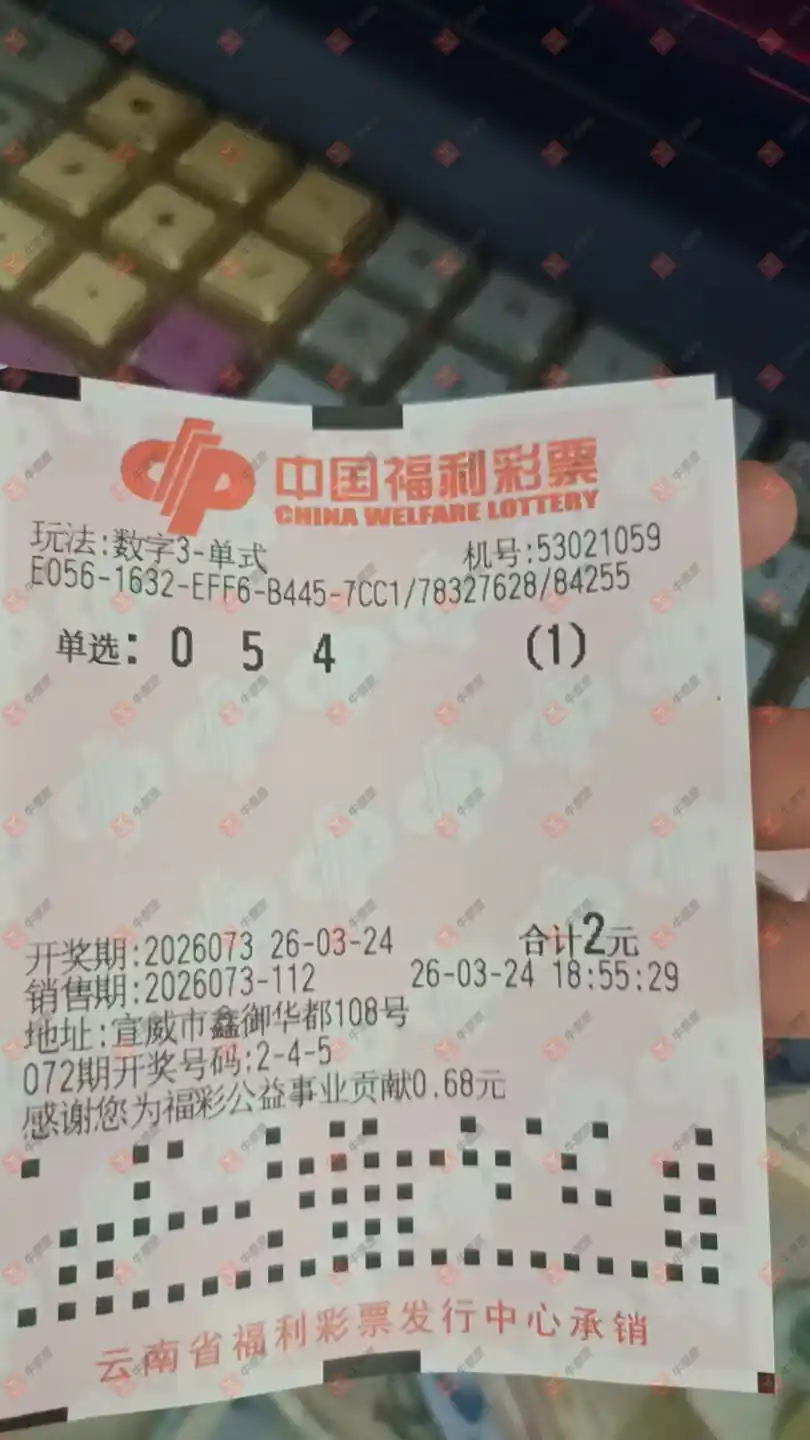 中国福利彩票
CHINA WELFARE LOTTERY
玩法:数字3-单式 机号:53021059
E056-1632-EFF6-B445-7CC1/78327628/84255
单选: 0 5 4 (1)
开奖期:2026073 26-03-24 合计2元
销售期:2026073-112 26-03-24 18:55:29
地址:宣威市鑫御华都108号
072期开奖号码:2-4-5
感谢您为福彩公益事业贡献0.68元
云南省福利彩票发行中心承销